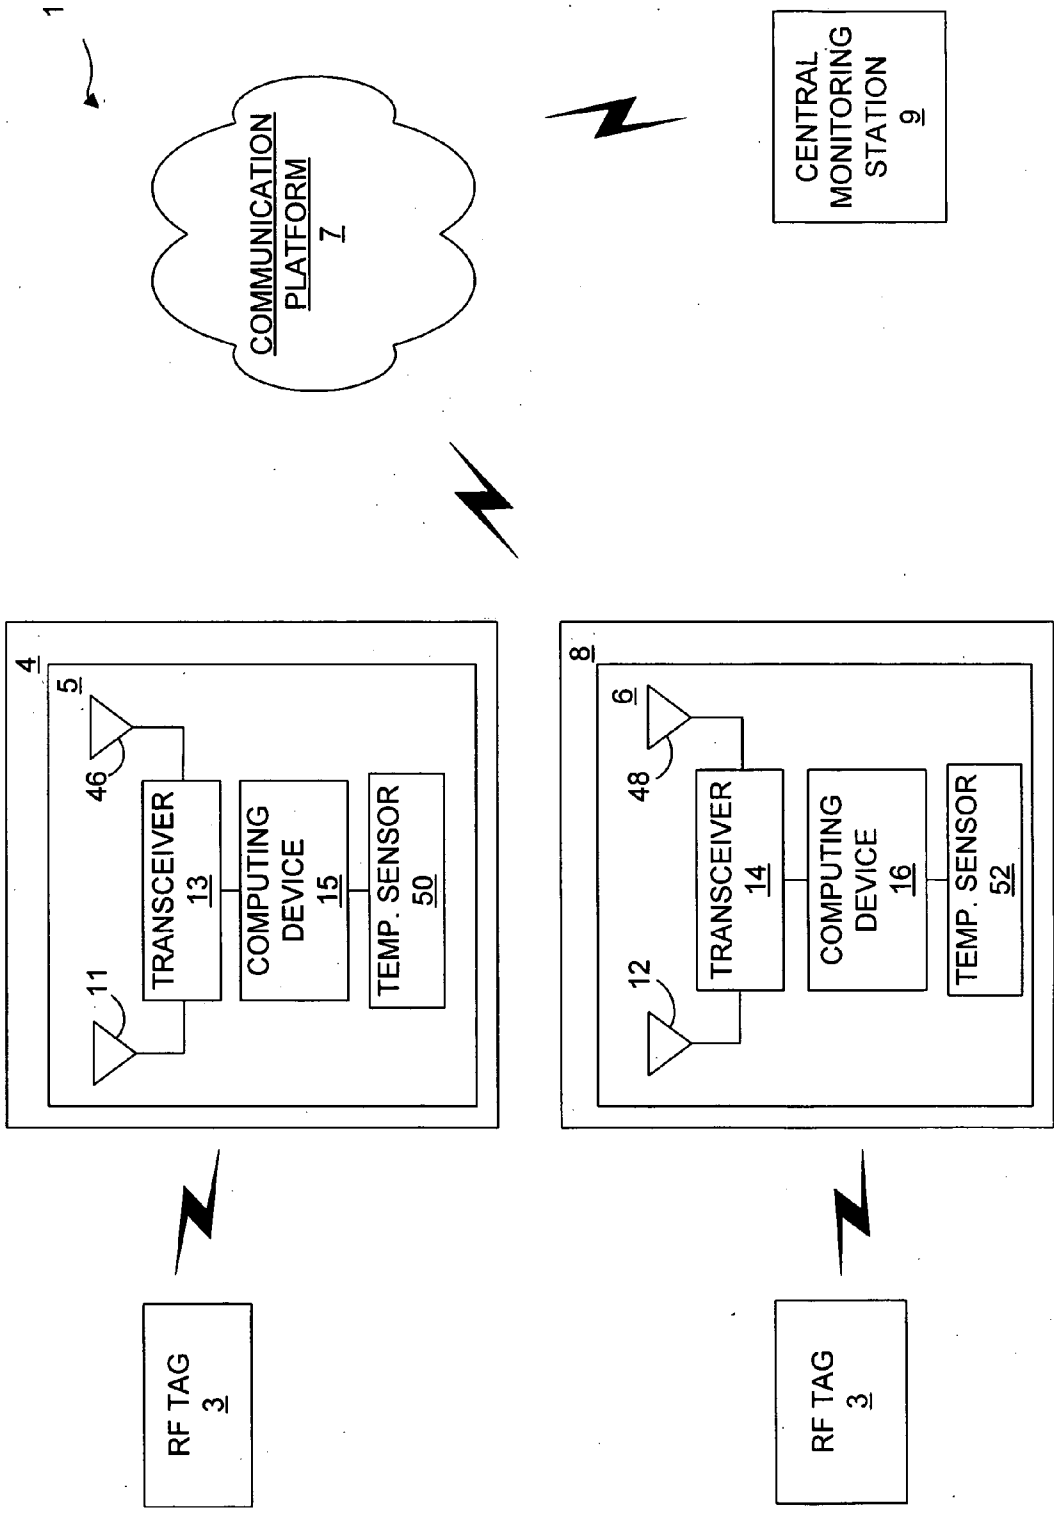 1
COMMUNICATION
PLATFORM
7
CENTRAL
MONITORING
STATION
9
4
5
46
11
TRANSCEIVER
13
COMPUTING
DEVICE
15
TEMP. SENSOR
50
8
6
48
12
TRANSCEIVER
14
COMPUTING
DEVICE
16
TEMP. SENSOR
52
RF TAG
3
RF TAG
3